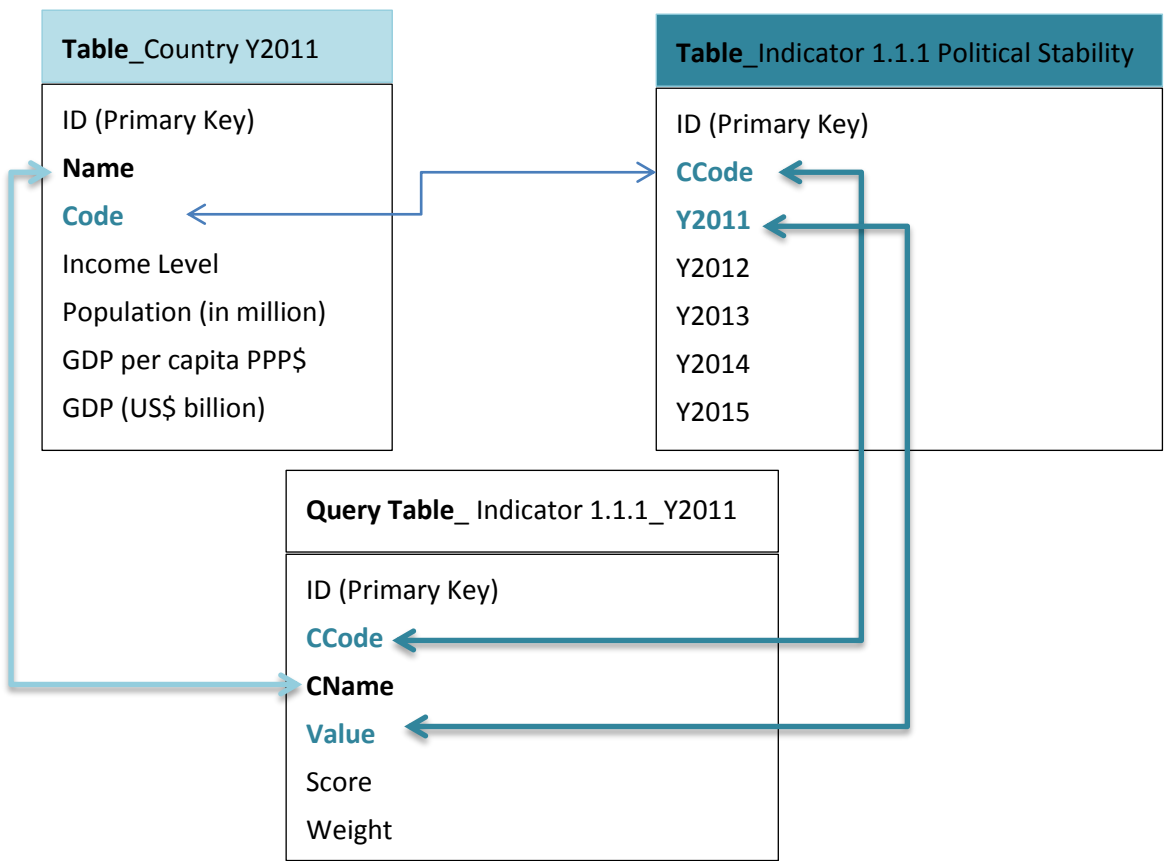 Table_Country Y2011
ID (Primary Key)
Name
Code
Income Level
Population (in million)
GDP per capita PPP$
GDP (US$ billion)
Table_Indicator 1.1.1 Political Stability
ID (Primary Key)
CCode
Y2011
Y2012
Y2013
Y2014
Y2015
Query Table_ Indicator 1.1.1_Y2011
ID (Primary Key)
CCode
CName
Value
Score
Weight